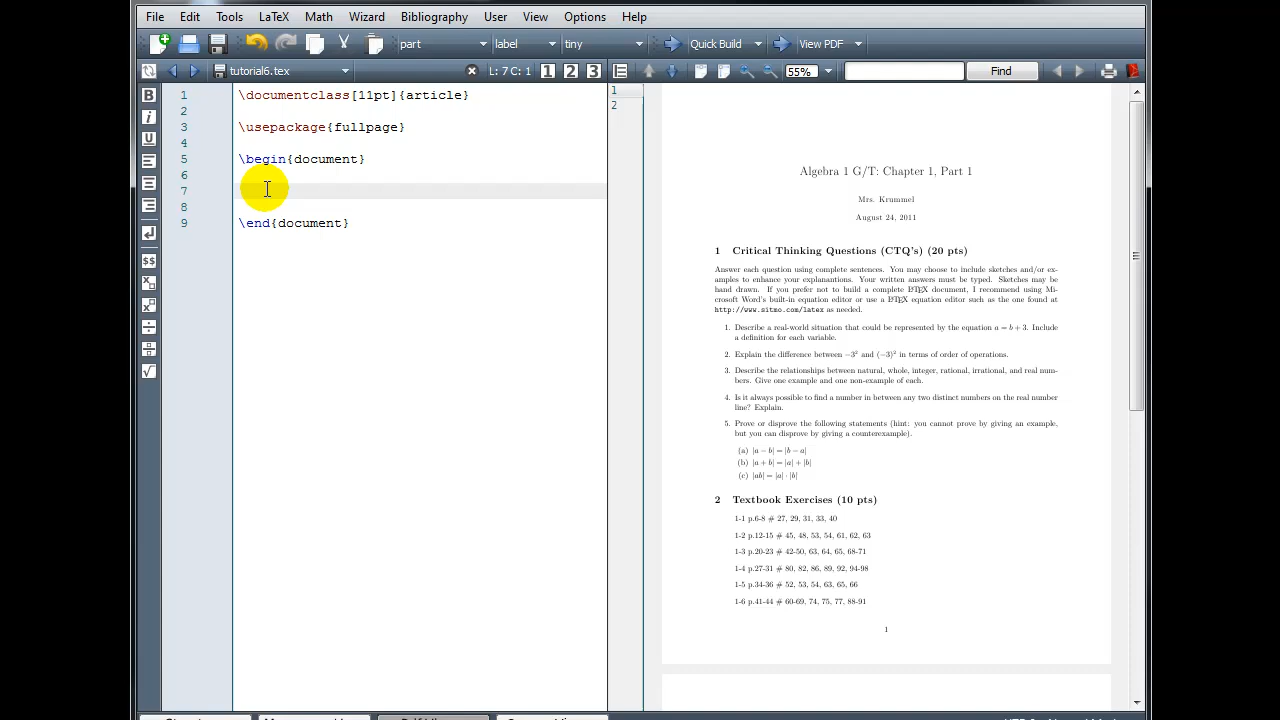 File Edit Tools LaTeX Math Wizard Bibliography User View Options Help
part label tiny Quick Build View PDF
tutorial6.tex L: 7 C: 1 1 2 3 55% Find
1 \documentclass[11pt]{article}
2
3 \usepackage{fullpage}
4
5 \begin{document}
6
7
8
9 \end{document}
1
2
Algebra 1 G/T: Chapter 1, Part 1
Mrs. Krummel
August 24, 2011
1 Critical Thinking Questions (CTQ's) (20 pts)
Answer each question using complete sentences. You may choose to include sketches and/or ex-
amples to enhance your explanantions. Your written answers must be typed. Sketches may be
hand drawn. If you prefer not to build a complete LATEX document, I recommend using Mi-
crosoft Word's built-in equation editor or use a LATEX equation editor such as the one found at
http://www.sitmo.com/latex as needed.
1. Describe a real-world situation that could be represented by the equation a = b + 3. Include
a definition for each variable.
2. Explain the difference between −3² and (−3)² in terms of order of operations.
3. Describe the relationships between natural, whole, integer, rational, irrational, and real num-
bers. Give one example and one non-example of each.
4. Is it always possible to find a number in between any two distinct numbers on the real number
line? Explain.
5. Prove or disprove the following statements (hint: you cannot prove by giving an example,
but you can disprove by giving a counterexample).
(a) |a − b| = |b − a|
(b) |a + b| = |a| + |b|
(c) |ab| = |a| · |b|
2 Textbook Exercises (10 pts)
1-1 p.6-8 # 27, 29, 31, 33, 40
1-2 p.12-15 # 45, 48, 53, 54, 61, 62, 63
1-3 p.20-23 # 42-50, 63, 64, 65, 68-71
1-4 p.27-31 # 80, 82, 86, 89, 92, 94-98
1-5 p.34-36 # 52, 53, 54, 63, 65, 66
1-6 p.41-44 # 60-69, 74, 75, 77, 88-91
1